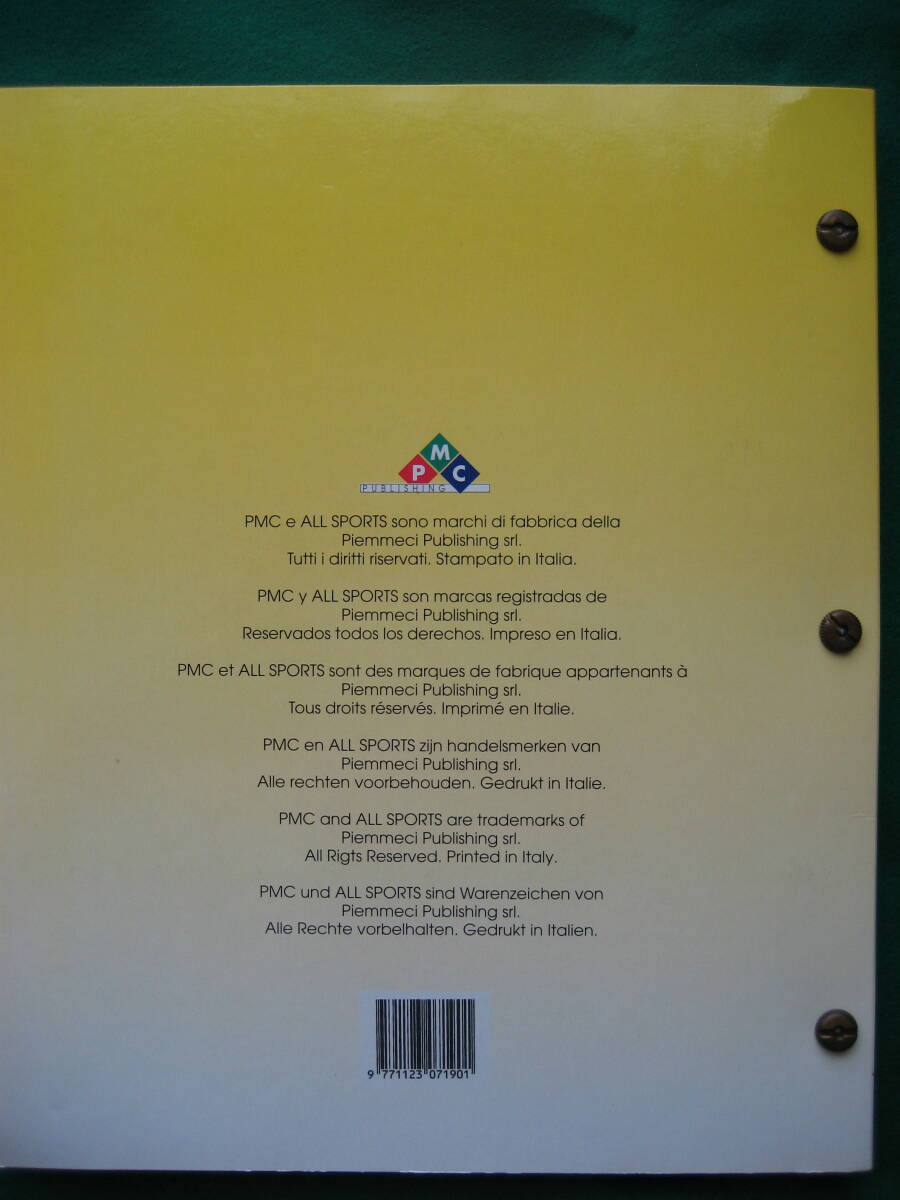 M
P C
PUBLISHING
PMC e ALL SPORTS sono marchi di fabbrica della
Piemmeci Publishing srl.
Tutti i diritti riservati. Stampato in Italia.
PMC y ALL SPORTS son marcas registradas de
Piemmeci Publishing srl.
Reservados todos los derechos. Impreso en Italia.
PMC et ALL SPORTS sont des marques de fabrique appartenants à
Piemmeci Publishing srl.
Tous droits réservés. Imprimé en Italie.
PMC en ALL SPORTS zijn handelsmerken van
Piemmeci Publishing srl.
Alle rechten voorbehouden. Gedrukt in Italie.
PMC and ALL SPORTS are trademarks of
Piemmeci Publishing srl.
All Rigts Reserved. Printed in Italy.
PMC und ALL SPORTS sind Warenzeichen von
Piemmeci Publishing srl.
Alle Rechte vorbelhalten. Gedrukt in Italien.
9 771123 071901